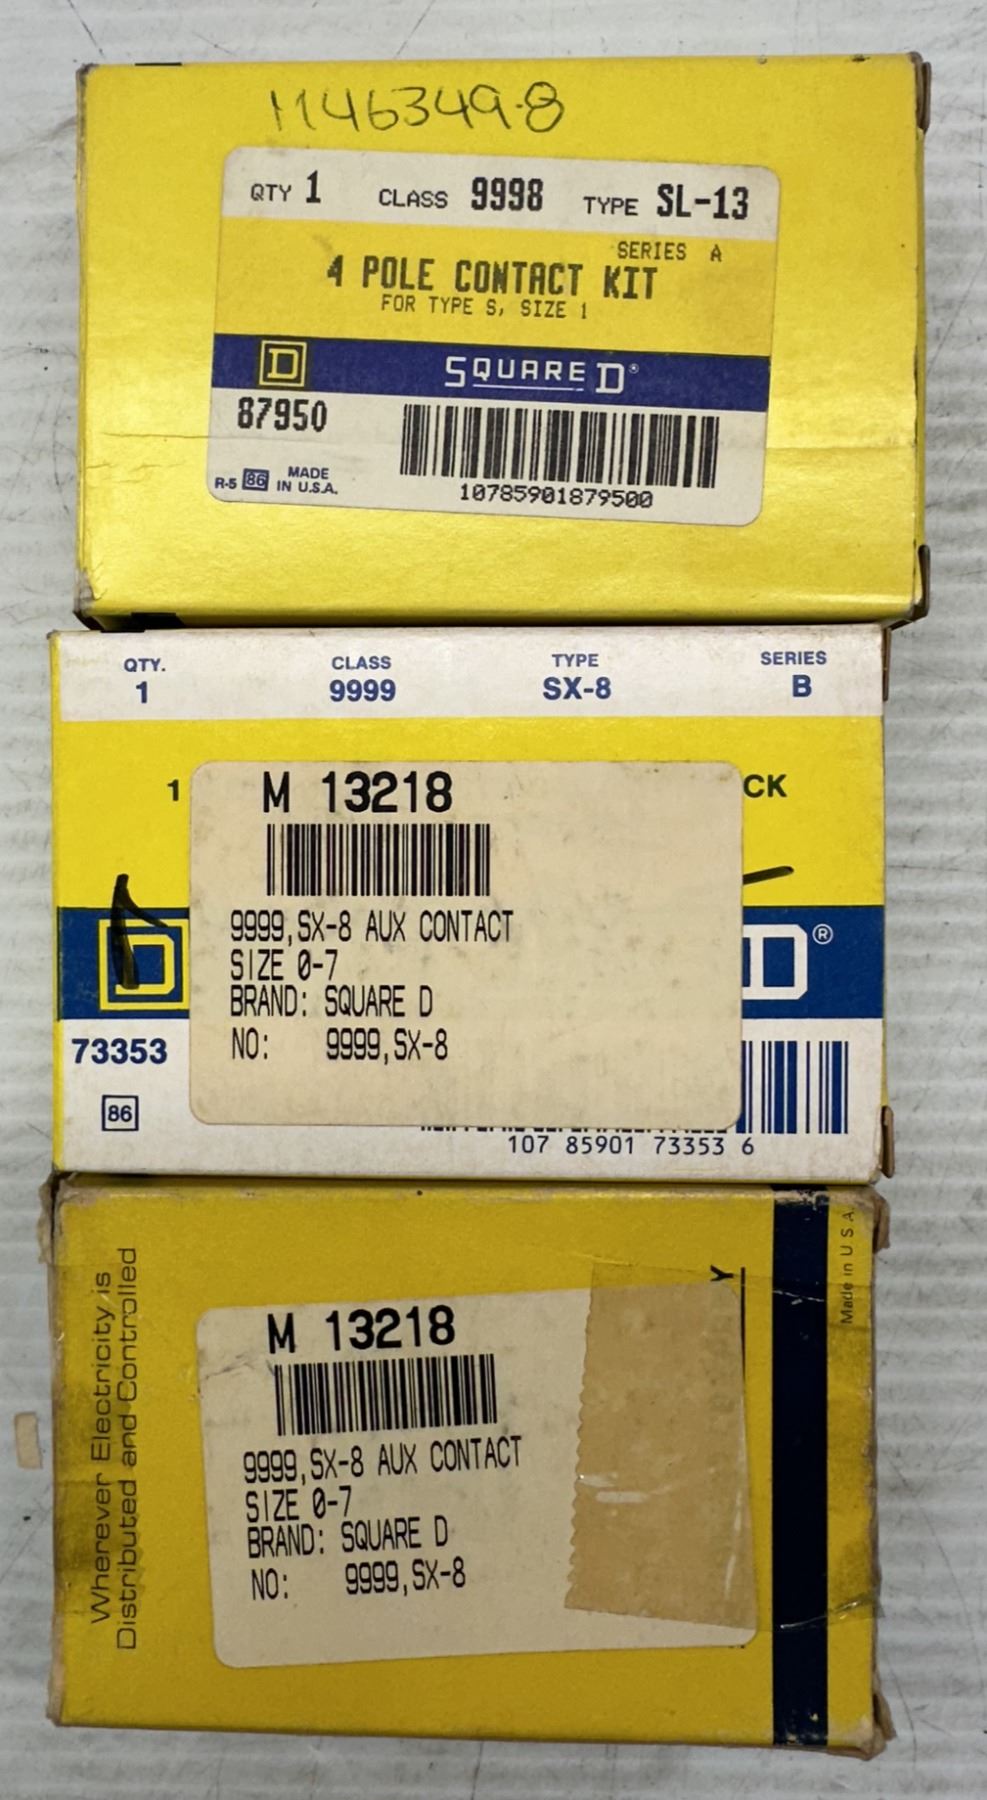 M46349-8
QTY 1 CLASS 9998 TYPE SL-13
SERIES A
4 POLE CONTACT KIT
FOR TYPE S, SIZE 1
D SQUARE D®
87950
R-5 86 MADE IN U.S.A.
10785901879500
QTY. CLASS TYPE SERIES
1 9999 SX-8 B
1 CK
M 13218
9999,SX-8 AUX CONTACT
SIZE 0-7
BRAND: SQUARE D
NO: 9999,SX-8
D D®
73353
86
107 85901 73353 6
Wherever Electricity is
Distributed and Controlled
M 13218
9999,SX-8 AUX CONTACT
SIZE 0-7
BRAND: SQUARE D
NO: 9999,SX-8
Y
Made in U S A.